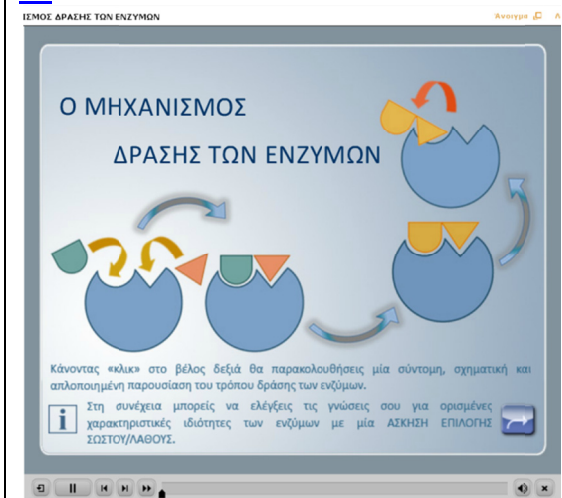 ΙΣΜΟΣ ΔΡΑΣΗΣ ΤΩΝ ΕΝΖΥΜΩΝ
Άνοιγμα
Ο ΜΗΧΑΝΙΣΜΟΣ
ΔΡΑΣΗΣ ΤΩΝ ΕΝΖΥΜΩΝ
Κάνοντας «κλικ» στο βέλος δεξιά θα παρακολουθήσεις μία σύντομη, σχηματική και
απλοποιημένη παρουσίαση του τρόπου δράσης των ενζύμων.
i
Στη συνέχεια μπορείς να ελέγξεις τις γνώσεις σου για ορισμένες
χαρακτηριστικές ιδιότητες των ενζύμων με μία ΑΣΚΗΣΗ ΕΠΙΛΟΓΗΣ
ΣΩΣΤΟΥ/ΛΑΘΟΥΣ.